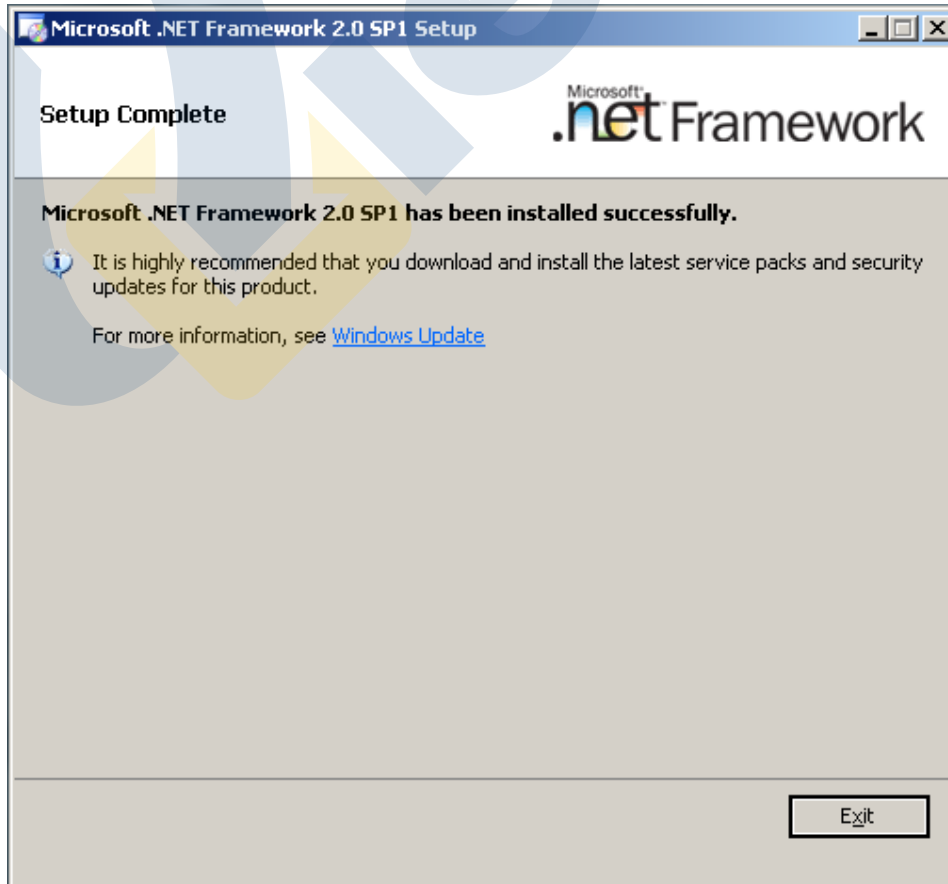 Microsoft .NET Framework 2.0 SP1 Setup
Setup Complete
Microsoft
.net Framework
Microsoft .NET Framework 2.0 SP1 has been installed successfully.
It is highly recommended that you download and install the latest service packs and security
updates for this product.
For more information, see Windows Update
Exit